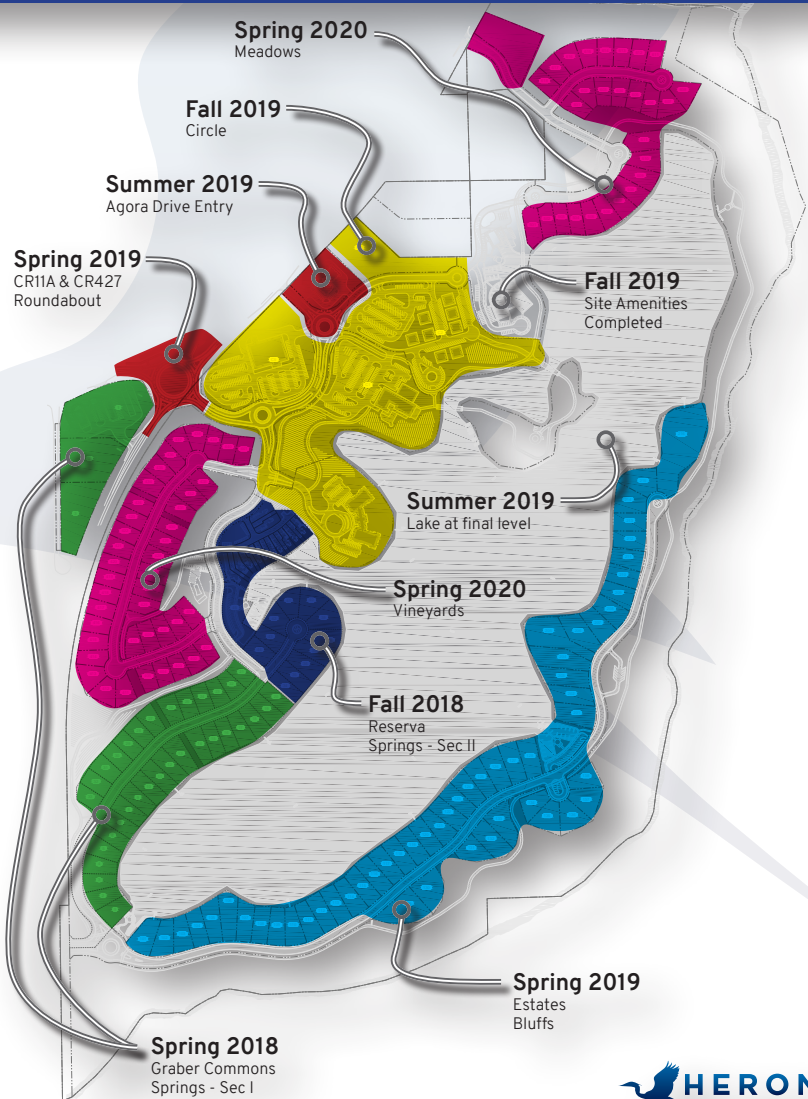 Spring 2020
Meadows
Fall 2019
Circle
Summer 2019
Agora Drive Entry
Spring 2019
CR11A & CR427
Roundabout
Fall 2019
Site Amenities
Completed
Summer 2019
Lake at final level
Spring 2020
Vineyards
Fall 2018
Reserva
Springs - Sec II
Spring 2019
Estates
Bluffs
Spring 2018
Graber Commons
Springs - Sec I
HERON